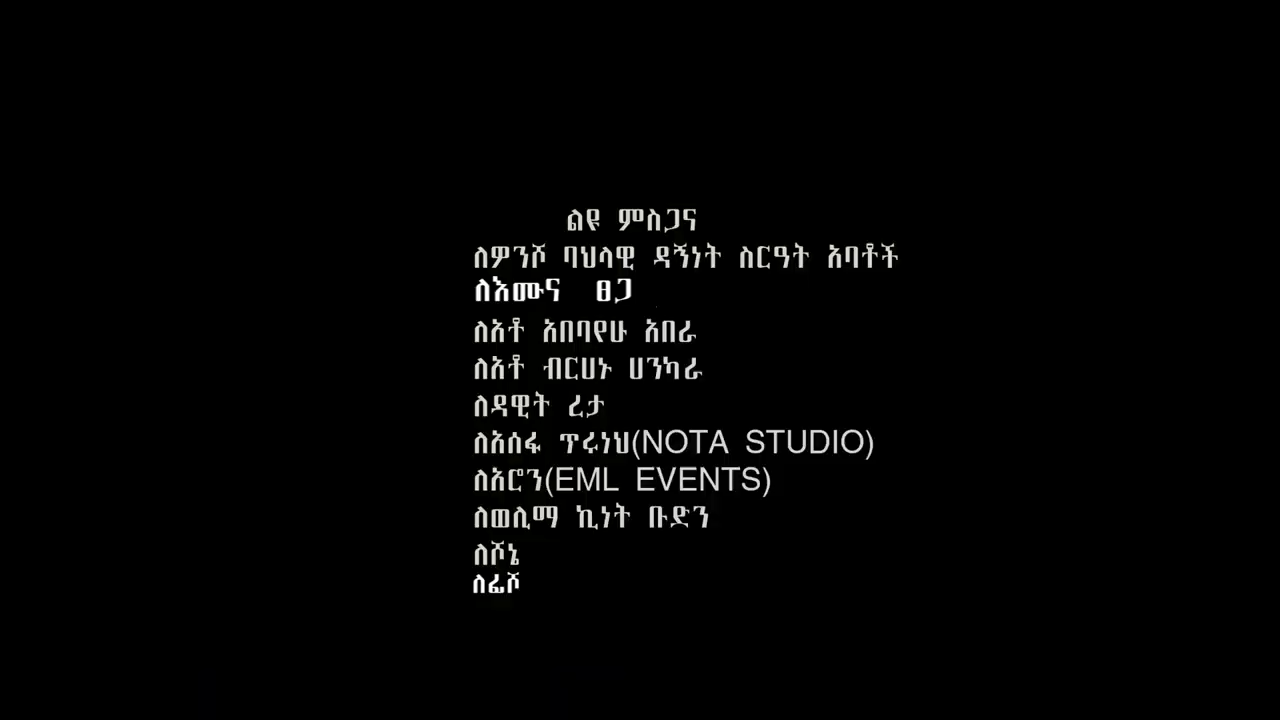 ልዩ ምስጋና
ለዎንሾ ባህላዊ ዳኝነት ስርዓት አባቶች
ለእሙና ፀጋ
ለአቶ አበባየሁ አበራ
ለአቶ ብርሀኑ ሀንካራ
ለዳዊት ረታ
ለአሰፋ ጥሩነህ(NOTA STUDIO)
ለአሮን(EML EVENTS)
ለወሊማ ኪነት ቡድን
ለሾኔ
ለፊሾ